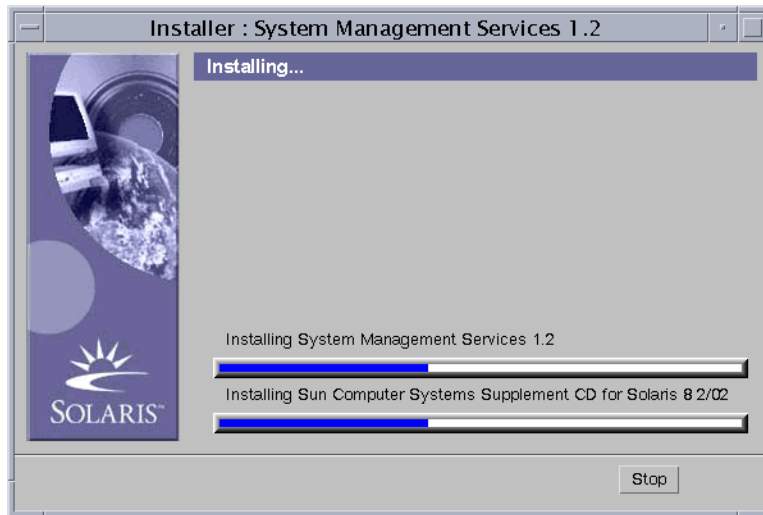 Installer : System Management Services 1.2
Installing...
Installing System Management Services 1.2
Installing Sun Computer Systems Supplement CD for Solaris 8 2/02
SOLARIS™
Stop